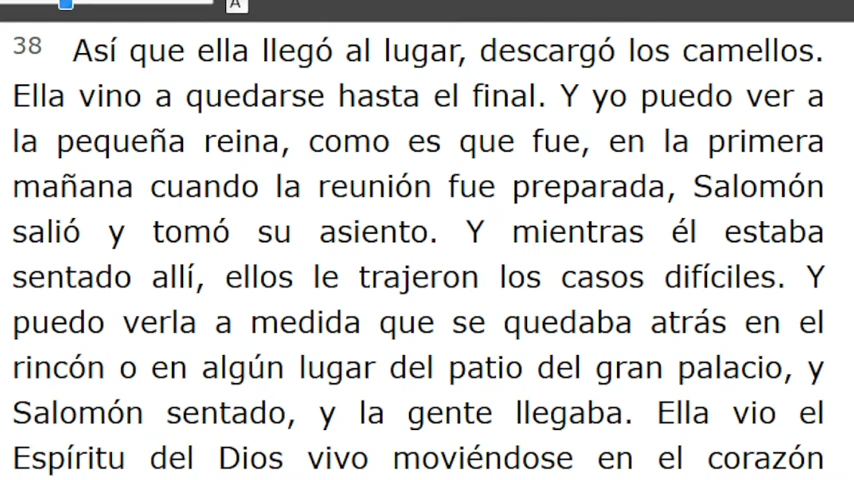 A
38 Así que ella llegó al lugar, descargó los camellos.
Ella vino a quedarse hasta el final. Y yo puedo ver a
la pequeña reina, como es que fue, en la primera
mañana cuando la reunión fue preparada, Salomón
salió y tomó su asiento. Y mientras él estaba
sentado allí, ellos le trajeron los casos difíciles. Y
puedo verla a medida que se quedaba atrás en el
rincón o en algún lugar del patio del gran palacio, y
Salomón sentado, y la gente llegaba. Ella vio el
Espíritu del Dios vivo moviéndose en el corazón